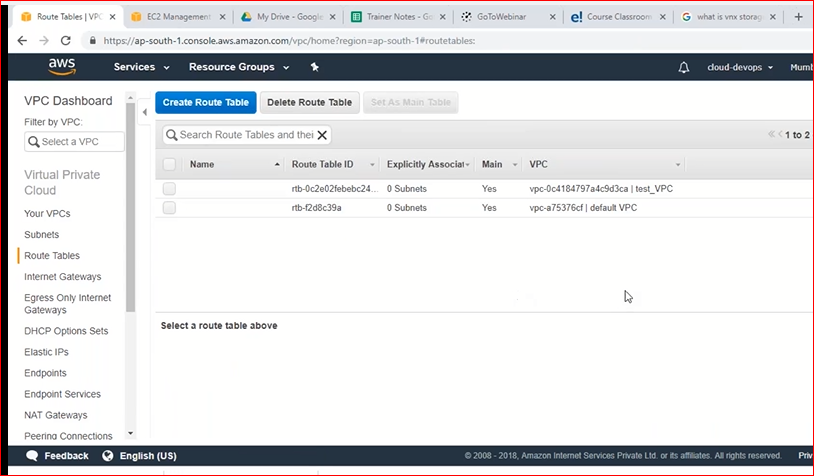 Route Tables | VPC
EC2 Management
My Drive - Google
Trainer Notes - Go
GoToWebinar
Course Classroom
what is vnx storag
https://ap-south-1.console.aws.amazon.com/vpc/home?region=ap-south-1#routetables:
aws
Services
Resource Groups
cloud-devops
Mumb
VPC Dashboard
Filter by VPC:
Select a VPC
Virtual Private
Cloud
Your VPCs
Subnets
Route Tables
Internet Gateways
Egress Only Internet
Gateways
DHCP Options Sets
Elastic IPs
Endpoints
Endpoint Services
NAT Gateways
Peering Connections
Create Route Table
Delete Route Table
Set As Main Table
Search Route Tables and thei
1 to 2
Name Route Table ID Explicitly Associat Main VPC
rtb-0c2e02febebc24... 0 Subnets Yes vpc-0c4184797a4c9d3ca | test_VPC
rtb-f2d8c39a 0 Subnets Yes vpc-a75376cf | default VPC
Select a route table above
Feedback
English (US)
© 2008 - 2018, Amazon Internet Services Private Ltd. or its affiliates. All rights reserved.
Priv